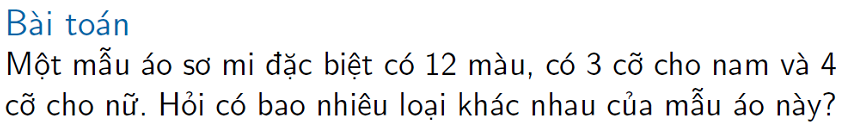 Bài toán
Một mẫu áo sơ mi đặc biệt có 12 màu, có 3 cỡ cho nam và 4
cỡ cho nữ. Hỏi có bao nhiêu loại khác nhau của mẫu áo này?